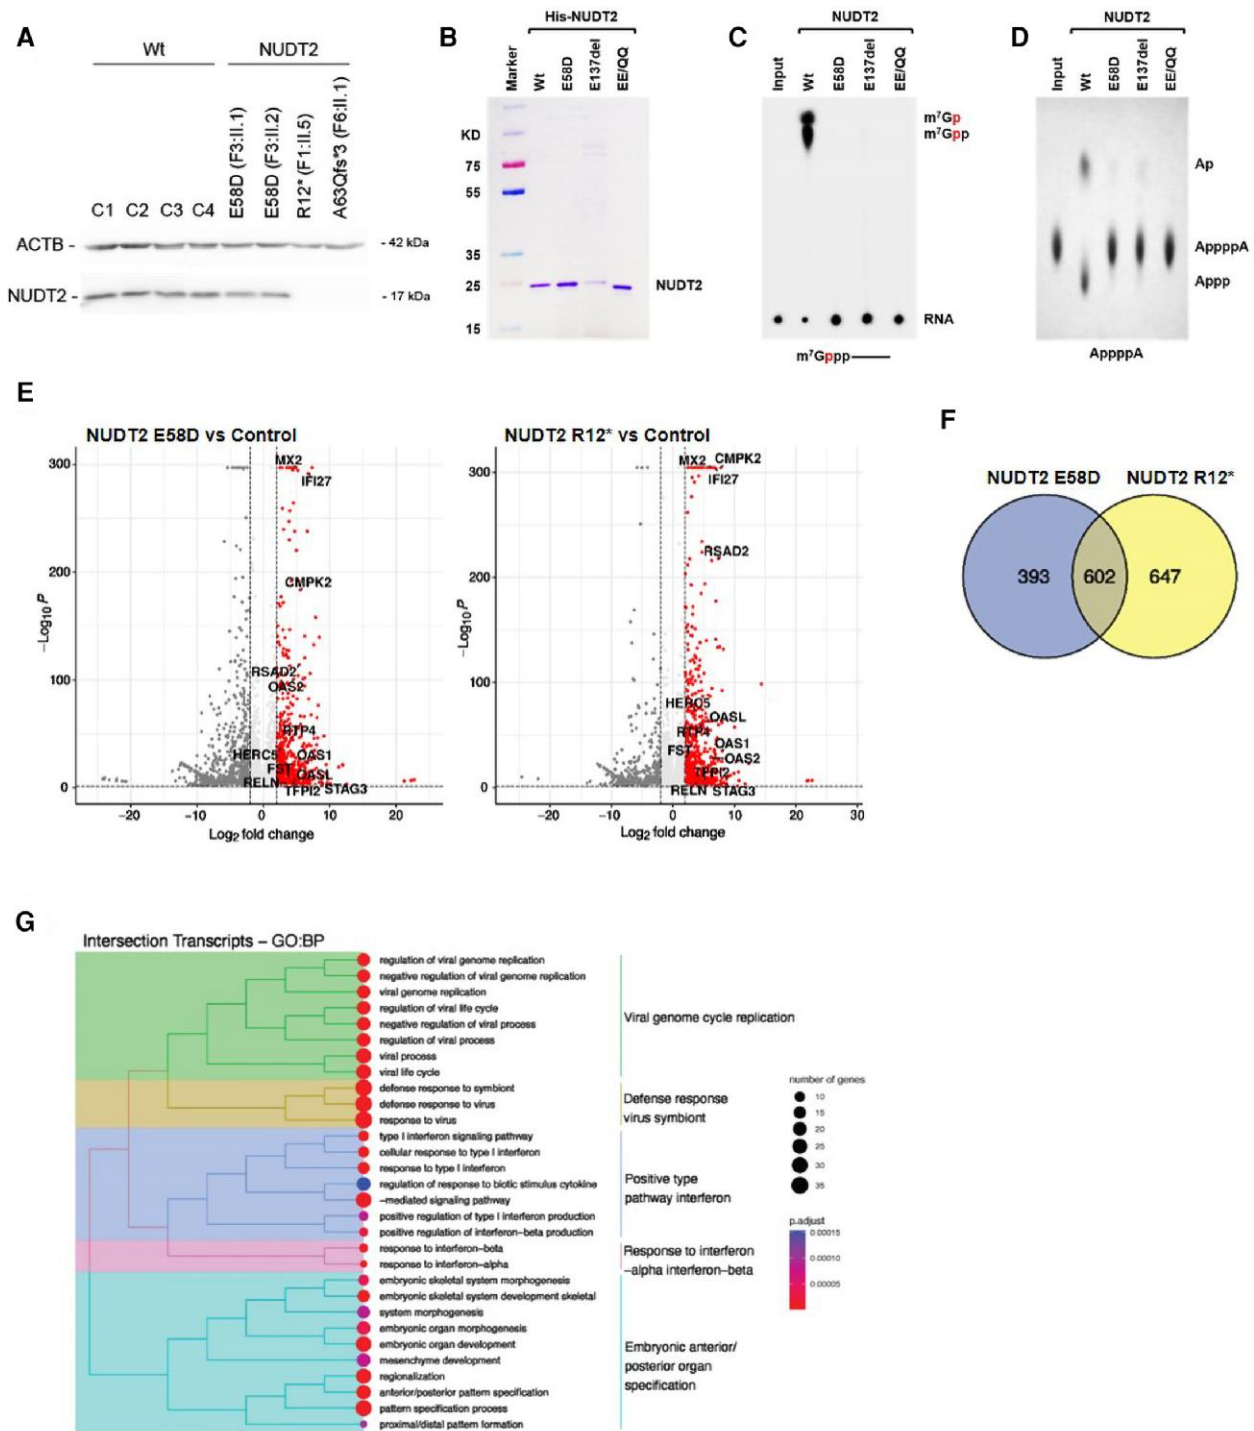 A
Wt
NUDT2
C1
C2
C3
C4
E58D (F3:II.1)
E58D (F3:II.2)
R12* (F1:II.5)
A63Qfs*3 (F6:II.1)
ACTB -
- 42 kDa
NUDT2 -
- 17 kDa
B
His-NUDT2
Marker
Wt
E58D
E137del
EE/QQ
KD
75
55
35
25
15
NUDT2
C
NUDT2
Input
Wt
E58D
E137del
EE/QQ
m⁷Gp
m⁷Gpp
RNA
m⁷Gppp
D
NUDT2
Input
Wt
E58D
E137del
EE/QQ
Ap
AppppA
Appp
AppppA
E
NUDT2 E58D vs Control
−Log₁₀ P
300
200
100
0
MX2
IFI27
CMPK2
RSAD2
OAS2
RTP4
HERC5
OAS1
FST
OASL
RELN
TFPI2
STAG3
−20
−10
0
10
20
Log₂ fold change
NUDT2 R12* vs Control
−Log₁₀ P
300
200
100
0
MX2
CMPK2
IFI27
RSAD2
HERC5
OASL
RTP4
OAS1
FST
OAS2
TFPI2
RELN
STAG3
−20
−10
0
10
20
30
Log₂ fold change
F
NUDT2 E58D
NUDT2 R12*
393
602
647
G
Intersection Transcripts – GO:BP
regulation of viral genome replication
negative regulation of viral genome replication
viral genome replication
regulation of viral life cycle
negative regulation of viral process
regulation of viral process
viral process
viral life cycle
defense response to symbiont
defense response to virus
response to virus
type I interferon signaling pathway
cellular response to type I interferon
response to type I interferon
regulation of response to biotic stimulus cytokine
−mediated signaling pathway
positive regulation of type I interferon production
positive regulation of interferon−beta production
response to interferon−beta
response to interferon−alpha
embryonic skeletal system morphogenesis
embryonic skeletal system development skeletal
system morphogenesis
embryonic organ morphogenesis
embryonic organ development
mesenchyme development
regionalization
anterior/posterior pattern specification
pattern specification process
proximal/distal pattern formation
Viral genome cycle replication
Defense response
virus symbiont
Positive type
pathway interferon
Response to interferon
-alpha interferon-beta
Embryonic anterior/
posterior organ
specification
number of genes
10
15
20
25
30
35
p.adjust
0.00015
0.00010
0.00005